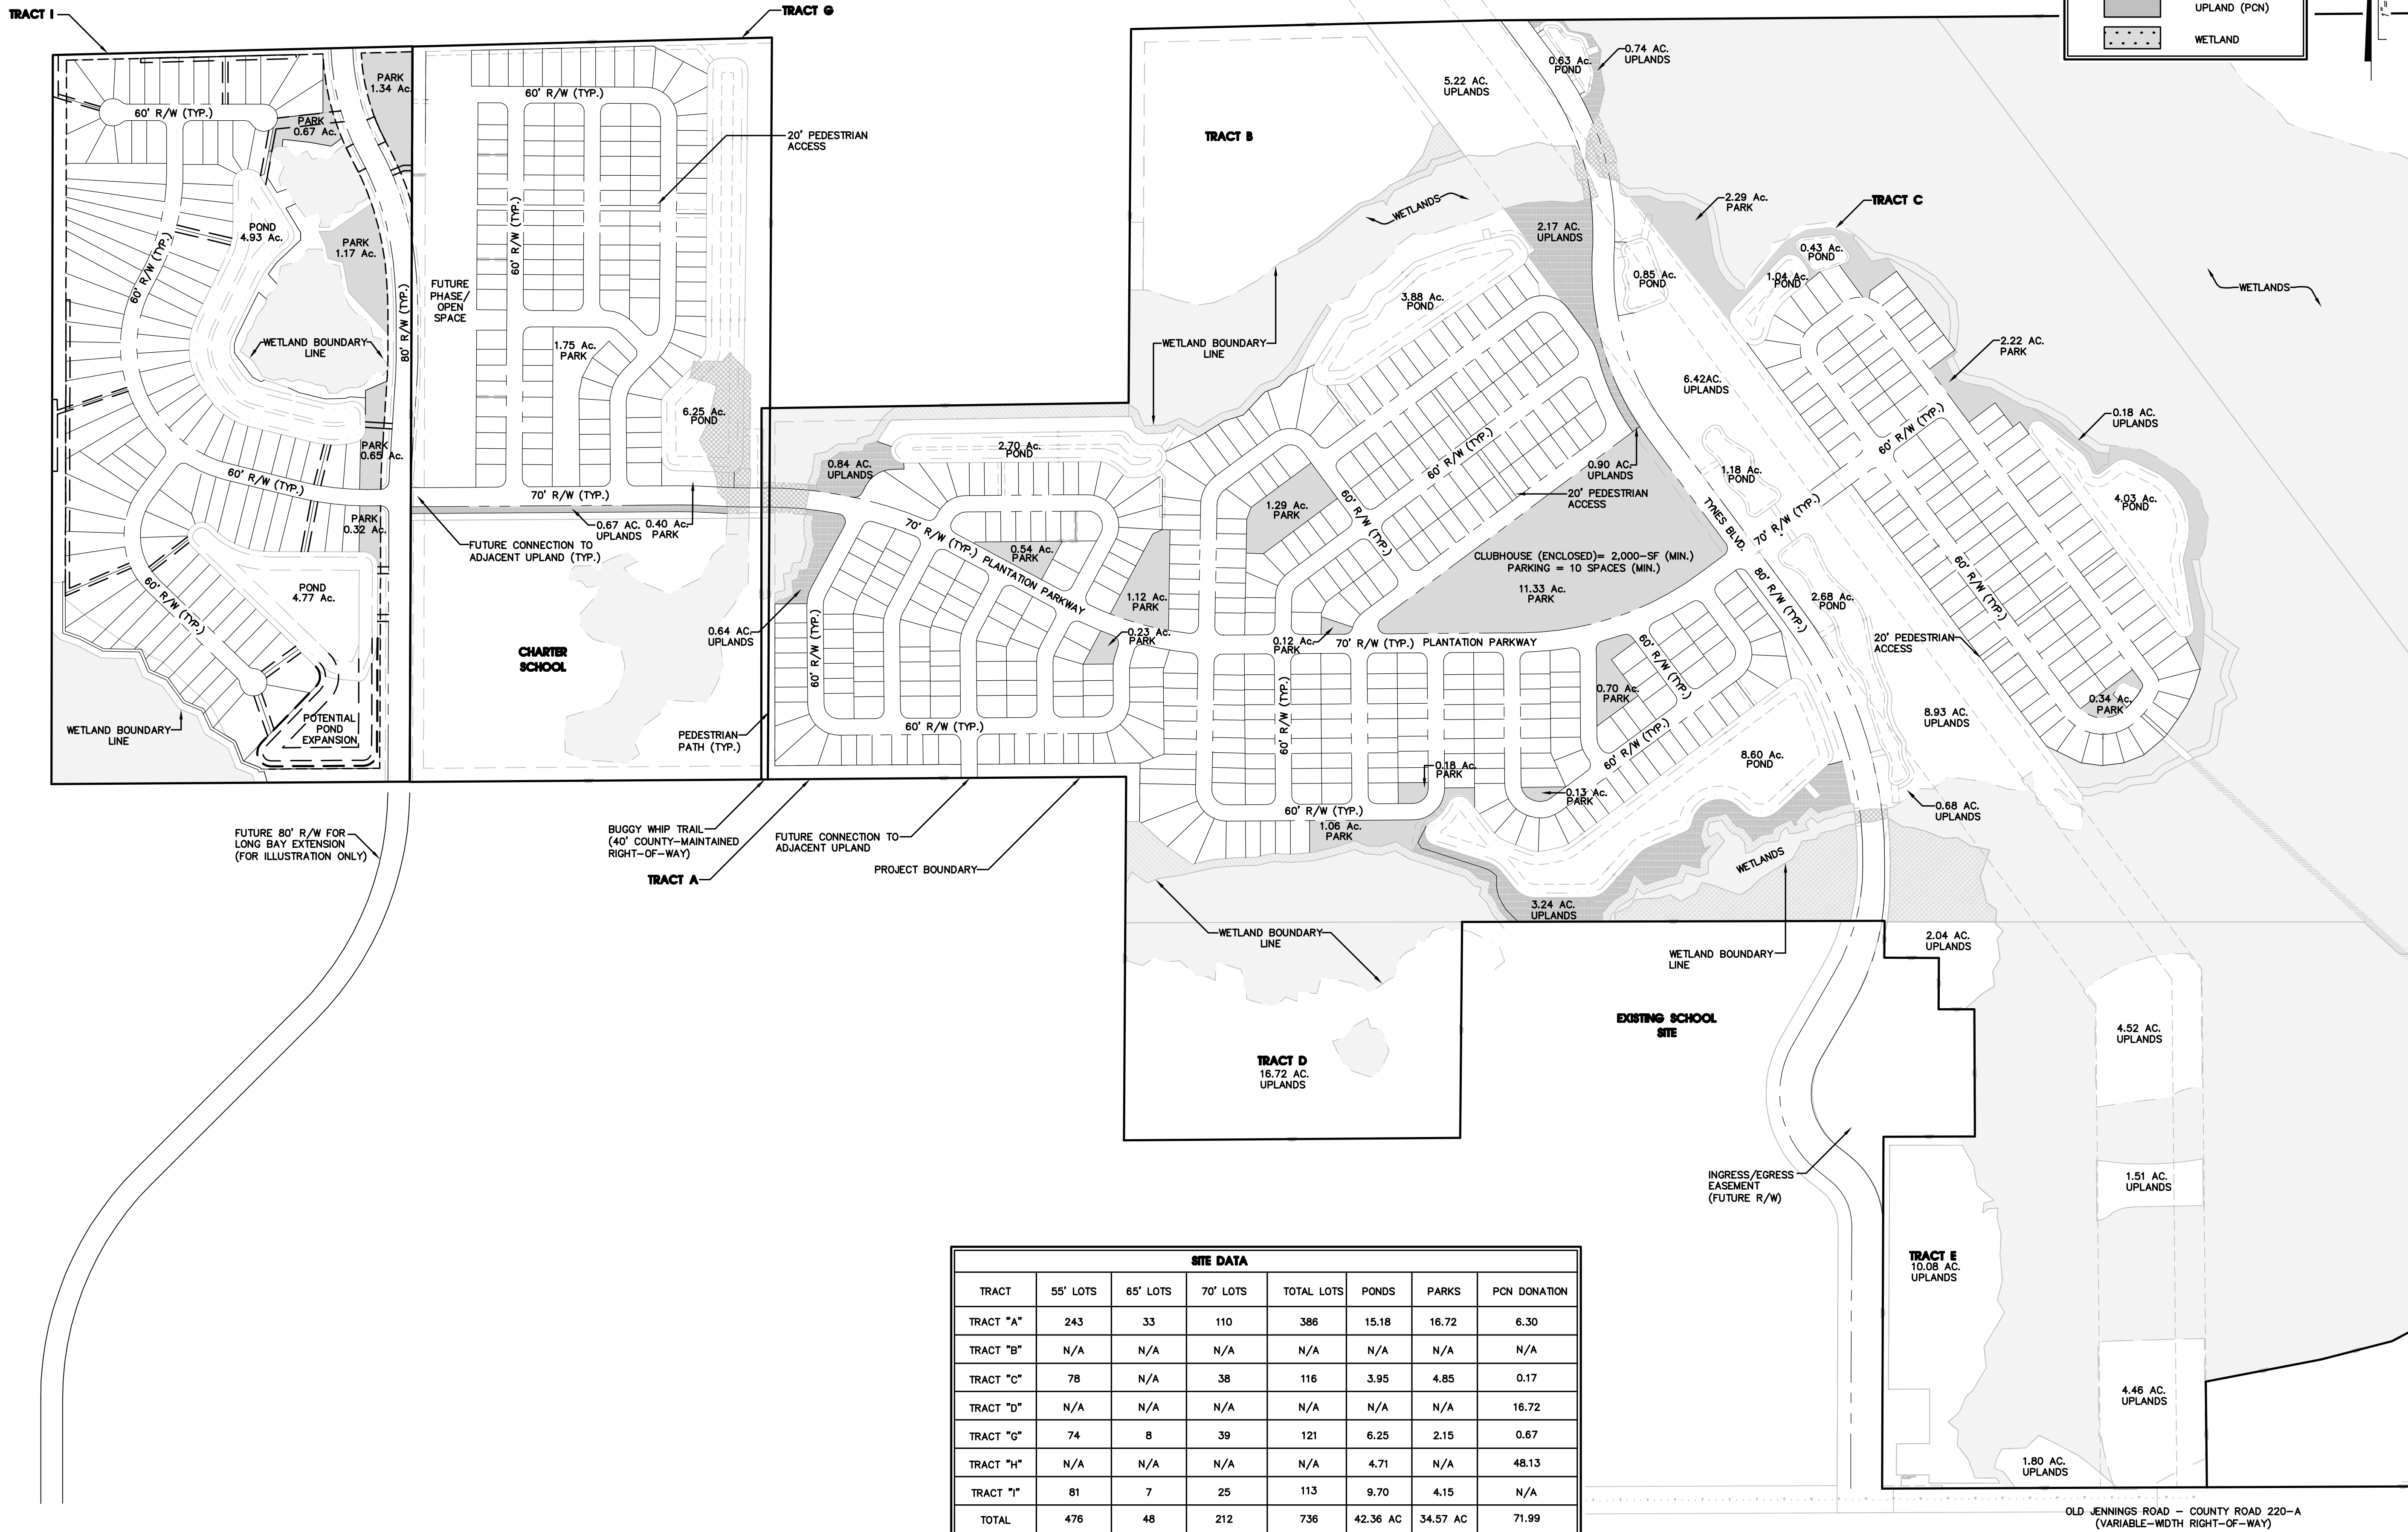 TRACT I
TRACT G
UPLAND (PCN)
WETLAND
1"=
PARK
1.34 Ac.
60' R/W (TYP.)
PARK
0.67 Ac.
60' R/W (TYP.)
20' PEDESTRIAN
ACCESS
TRACT B
5.22 AC.
UPLANDS
0.63 Ac.
POND
0.74 AC.
UPLANDS
POND
4.93 Ac.
PARK
1.17 Ac.
60' R/W (TYP.)
60' R/W (TYP.)
80' R/W (TYP.)
FUTURE
PHASE/
OPEN
SPACE
WETLANDS
2.17 AC.
UPLANDS
2.29 Ac.
PARK
TRACT C
0.43 Ac.
POND
1.04 Ac.
POND
0.85 Ac.
POND
WETLANDS
3.88 Ac.
POND
WETLAND BOUNDARY
LINE
1.75 Ac.
PARK
WETLAND BOUNDARY
LINE
2.22 AC.
PARK
6.42AC.
UPLANDS
6.25 Ac.
POND
0.18 AC.
UPLANDS
60' R/W (TYP.)
PARK
0.65 Ac.
2.70 Ac.
POND
0.84 AC.
UPLANDS
60' R/W (TYP.)
0.90 AC.
UPLANDS
1.18 Ac.
POND
60' R/W (TYP.)
70' R/W (TYP.)
20' PEDESTRIAN
ACCESS
1.29 Ac.
PARK
60' R/W (TYP.)
TYNES BLVD.
70' R/W (TYP.)
4.03 Ac.
POND
PARK
0.32 Ac.
0.67 AC.
UPLANDS
0.40 Ac.
PARK
FUTURE CONNECTION TO
ADJACENT UPLAND (TYP.)
70' R/W (TYP.) PLANTATION PARKWAY
0.54 Ac.
PARK
CLUBHOUSE (ENCLOSED)= 2,000-SF (MIN.)
PARKING = 10 SPACES (MIN.)
11.33 Ac.
PARK
60' R/W (TYP.)
60' R/W (TYP.)
POND
4.77 Ac.
1.12 Ac.
PARK
80' R/W (TYP.)
2.68 Ac.
POND
0.64 AC.
UPLANDS
60' R/W (TYP.)
0.23 Ac.
PARK
0.12 Ac.
PARK
70' R/W (TYP.) PLANTATION PARKWAY
20' PEDESTRIAN
ACCESS
CHARTER
SCHOOL
60' R/W (TYP.)
0.70 Ac.
PARK
0.34 Ac.
PARK
WETLAND BOUNDARY
LINE
POTENTIAL
POND
EXPANSION
PEDESTRIAN
PATH (TYP.)
60' R/W (TYP.)
60' R/W (TYP.)
60' R/W (TYP.)
8.93 AC.
UPLANDS
8.60 Ac.
POND
0.18 Ac.
PARK
0.13 Ac.
PARK
60' R/W (TYP.)
1.06 Ac.
PARK
0.68 AC.
UPLANDS
FUTURE 80' R/W FOR
LONG BAY EXTENSION
(FOR ILLUSTRATION ONLY)
BUGGY WHIP TRAIL
(40' COUNTY-MAINTAINED
RIGHT-OF-WAY)
FUTURE CONNECTION TO
ADJACENT UPLAND
PROJECT BOUNDARY
TRACT A
WETLANDS
3.24 AC.
UPLANDS
WETLAND BOUNDARY
LINE
WETLAND BOUNDARY
LINE
2.04 AC.
UPLANDS
EXISTING SCHOOL
SITE
4.52 AC.
UPLANDS
TRACT D
16.72 AC.
UPLANDS
INGRESS/EGRESS
EASEMENT
(FUTURE R/W)
1.51 AC.
UPLANDS
TRACT E
10.08 AC.
UPLANDS
4.46 AC.
UPLANDS
1.80 AC.
UPLANDS
OLD JENNINGS ROAD - COUNTY ROAD 220-A
(VARIABLE-WIDTH RIGHT-OF-WAY)
SITE DATA
TRACT 55' LOTS 65' LOTS 70' LOTS TOTAL LOTS PONDS PARKS PCN DONATION
TRACT "A" 243 33 110 386 15.18 16.72 6.30
TRACT "B" N/A N/A N/A N/A N/A N/A N/A
TRACT "C" 78 N/A 38 116 3.95 4.85 0.17
TRACT "D" N/A N/A N/A N/A N/A N/A 16.72
TRACT "G" 74 8 39 121 6.25 2.15 0.67
TRACT "H" N/A N/A N/A N/A 4.71 N/A 48.13
TRACT "I" 81 7 25 113 9.70 4.15 N/A
TOTAL 476 48 212 736 42.36 AC 34.57 AC 71.99